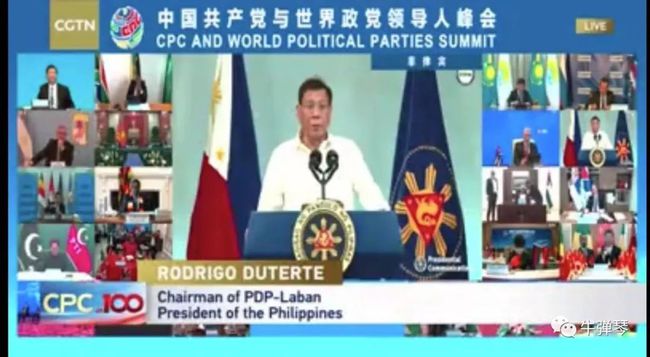 CGTN
中国共产党与世界政党领导人峰会
CPC AND WORLD POLITICAL PARTIES SUMMIT
LIVE
菲律宾
RODRIGO DUTERTE
CPC 100
Chairman of PDP-Laban
President of the Philippines
Presidential
Communicatio
牛弹琴